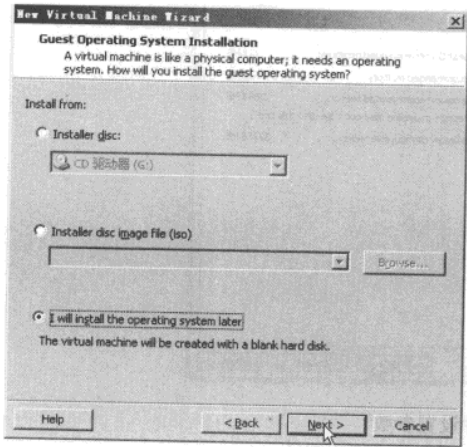 New Virtual Machine Wizard
Guest Operating System Installation
A virtual machine is like a physical computer; it needs an operating
system. How will you install the guest operating system?
Install from:
Installer disc:
CD 驱动器 (G:)
Installer disc image file (iso)
Browse...
I will install the operating system later
The virtual machine will be created with a blank hard disk.
Help
< Back
Next >
Cancel